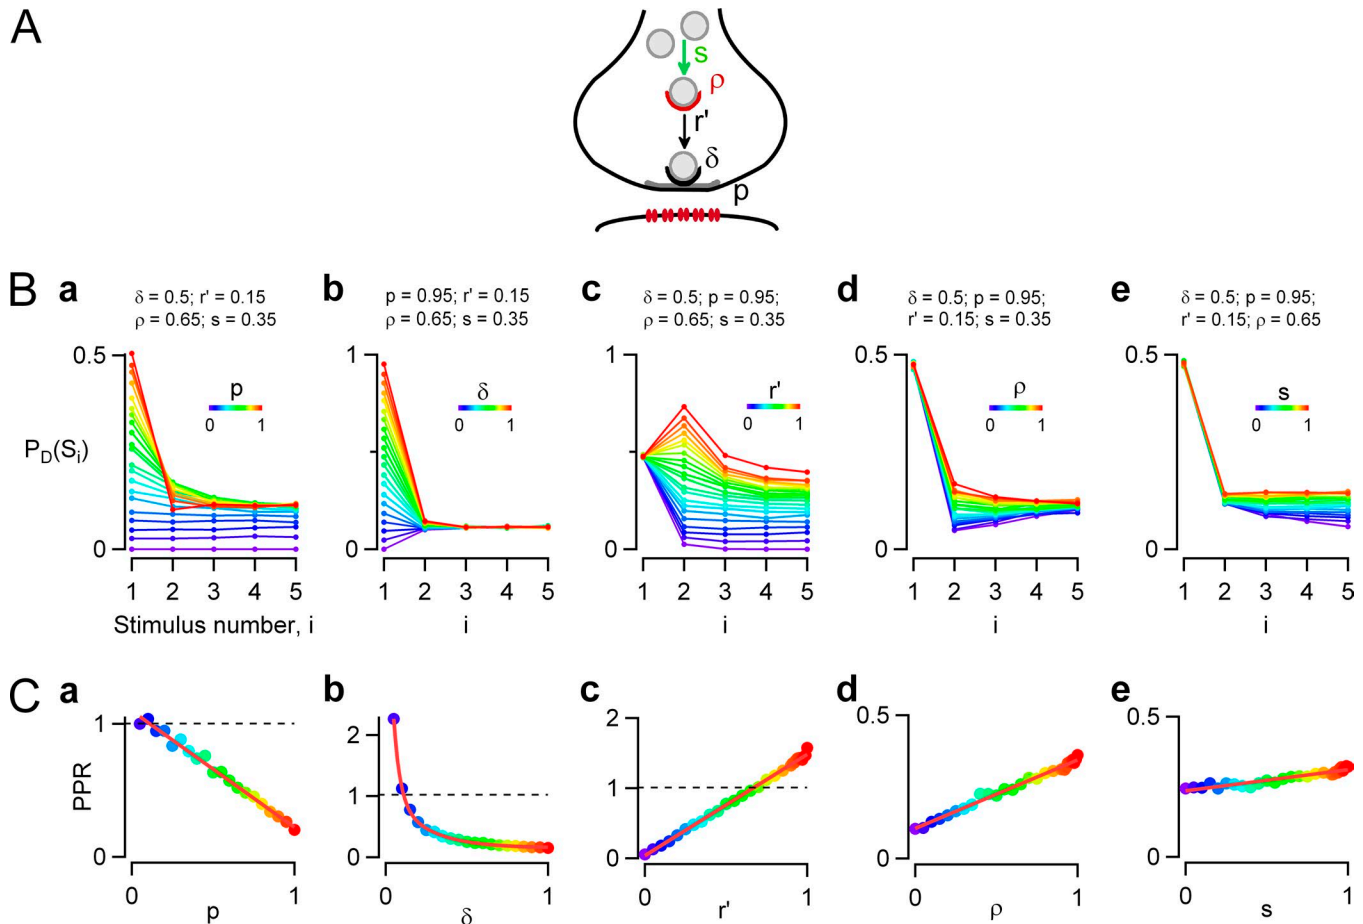 A
s
ρ
r'
δ
p
B
a
δ = 0.5; r' = 0.15
ρ = 0.65; s = 0.35
b
p = 0.95; r' = 0.15
ρ = 0.65; s = 0.35
c
δ = 0.5; p = 0.95;
ρ = 0.65; s = 0.35
d
δ = 0.5; p = 0.95;
r' = 0.15; s = 0.35
e
δ = 0.5; p = 0.95;
r' = 0.15; ρ = 0.65
P_D(S_i)
0.5
0
p
0 1
1 2 3 4 5
Stimulus number, i
1
0
δ
0 1
1 2 3 4 5
i
1
0
r'
0 1
1 2 3 4 5
i
0.5
0
ρ
0 1
1 2 3 4 5
i
0.5
0
s
0 1
1 2 3 4 5
i
C
a
PPR
1
0
0 1
p
b
2
1
0
0 1
δ
c
2
1
0
0 1
r'
d
0.5
0
0 1
ρ
e
0.5
0
0 1
s